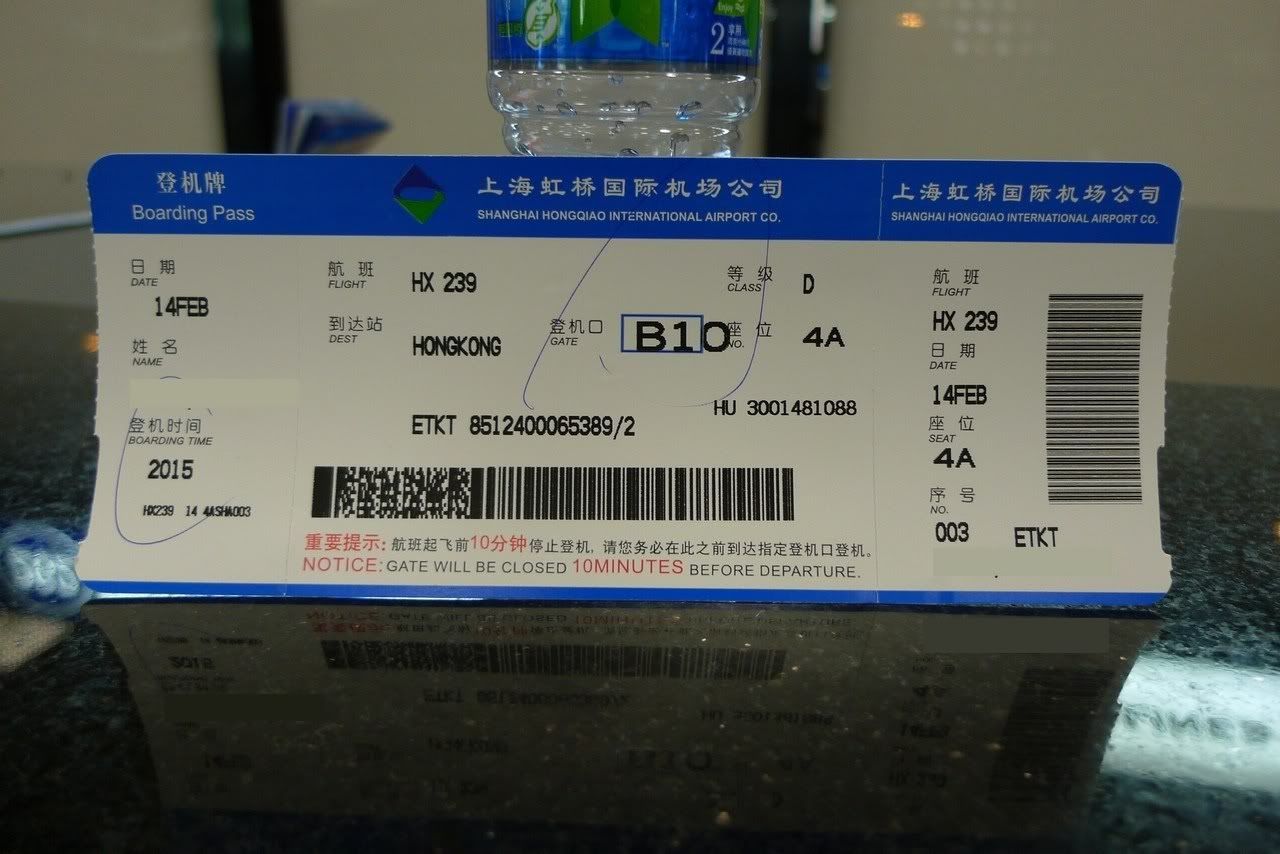 Enjoy
2
登机牌
Boarding Pass
上海虹桥国际机场公司
SHANGHAI HONGQIAO INTERNATIONAL AIRPORT CO.
上海虹桥国际机场公司
SHANGHAI HONGQIAO INTERNATIONAL AIRPORT CO.
日期
DATE
14FEB
姓名
NAME
登机时间
BOARDING TIME
2015
HX239 14 4ASHA003
航班
FLIGHT
HX 239
等级
CLASS
D
到达站
DEST
HONGKONG
登机口
GATE
B10
座位
NO.
4A
HU 3001481088
ETKT 8512400065389/2
重要提示: 航班起飞前10分钟停止登机, 请您务必在此之前到达指定登机口登机。
NOTICE: GATE WILL BE CLOSED 10MINUTES BEFORE DEPARTURE.
航班
FLIGHT
HX 239
日期
DATE
14FEB
座位
SEAT
4A
序号
NO.
003
ETKT